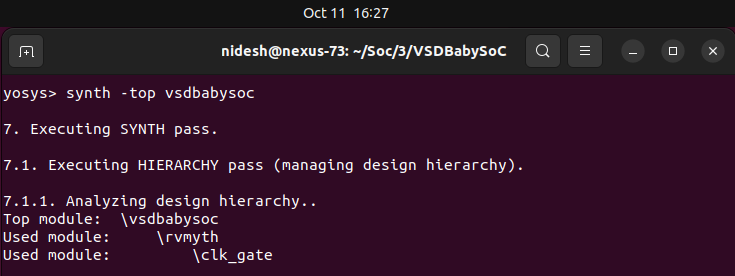 Oct 11 16:27
nidesh@nexus-73: ~/Soc/3/VSDBabySoC
yosys> synth -top vsdbabysoc
7. Executing SYNTH pass.
7.1. Executing HIERARCHY pass (managing design hierarchy).
7.1.1. Analyzing design hierarchy..
Top module:  \vsdbabysoc
Used module:     \rvmyth
Used module:         \clk_gate